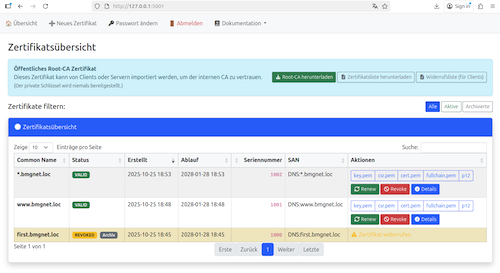 http://127.0.0.1:5001
Sign in
Übersicht
Neues Zertifikat
Passwort ändern
Abmelden
Dokumentation
Zertifikatsübersicht
Öffentliches Root-CA Zertifikat
Dieses Zertifikat kann von Clients oder Servern importiert werden, um der internen CA zu vertrauen.
(Der private Schlüssel wird niemals bereitgestellt.)
Root-CA herunterladen
Zertifikatsliste herunterladen
Widerrufsliste (für Clients)
Zertifikate filtern:
Alle
Aktive
Archivierte
Zertifikatsübersicht
Zeige 10 Einträge pro Seite
Suche:
Common Name Status Erstellt Ablauf Seriennummer SAN Aktionen
*.bmgnet.loc VALID 2025-10-25 18:53 2028-01-28 18:53 1002 DNS:*.bmgnet.loc key.pem csr.pem cert.pem fullchain.pem p12
Renew Revoke Details
www.bmgnet.loc VALID 2025-10-25 18:48 2028-01-28 18:48 1001 DNS:www.bmgnet.loc key.pem csr.pem cert.pem fullchain.pem p12
Renew Revoke Details
first.bmgnet.loc REVOKED Archiv 2025-10-25 18:45 2028-01-28 18:45 1000 DNS:first.bmgnet.loc Zertifikat widerrufen
Seite 1 von 1
Erste Zurück 1 Weiter Letzte